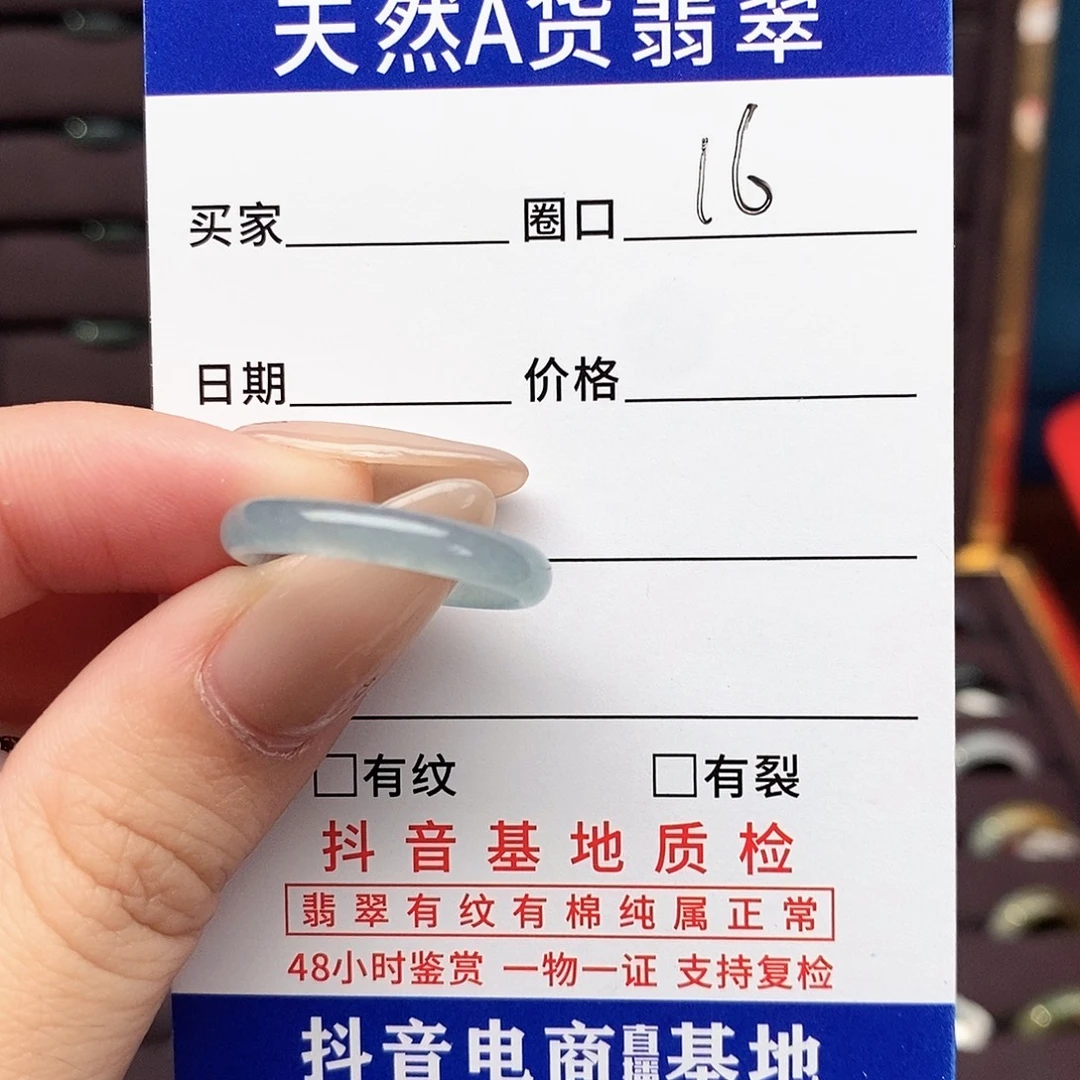 天然A货翡翠
买家 圈口 16
日期 价格
□有纹 □有裂
抖音基地质检
翡翠有纹有棉纯属正常
48小时鉴赏 一物一证 支持复检
抖音电商直播基地